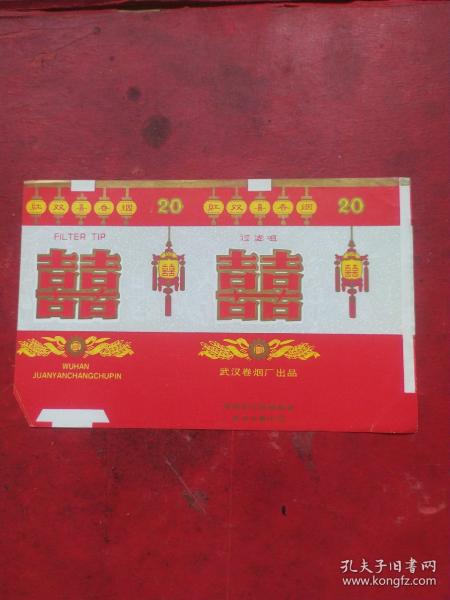 红双喜香烟 20 红双喜香烟 20
FILTER TIP
过滤咀
囍
囍
囍
囍
WUHAN
JUANYANCHANGCHUPIN
武汉卷烟厂出品
孔夫子旧书网
www.kongfz.com